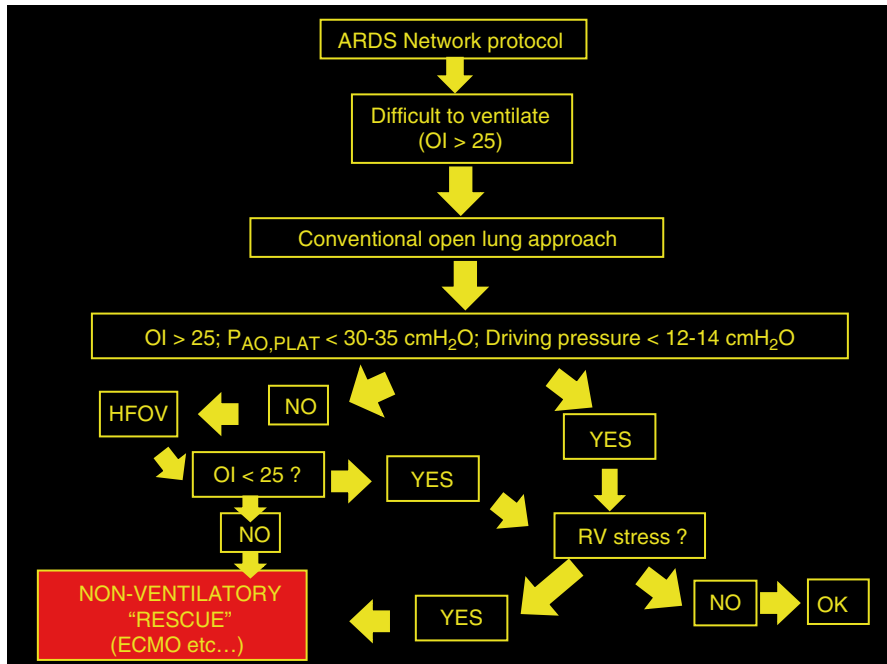 ARDS Network protocol
Difficult to ventilate
(OI > 25)
Conventional open lung approach
OI > 25; P_AO,PLAT < 30-35 cmH₂O; Driving pressure < 12-14 cmH₂O
HFOV
NO
YES
OI < 25 ?
YES
NO
RV stress ?
NON-VENTILATORY
“RESCUE”
(ECMO etc...)
YES
NO
OK